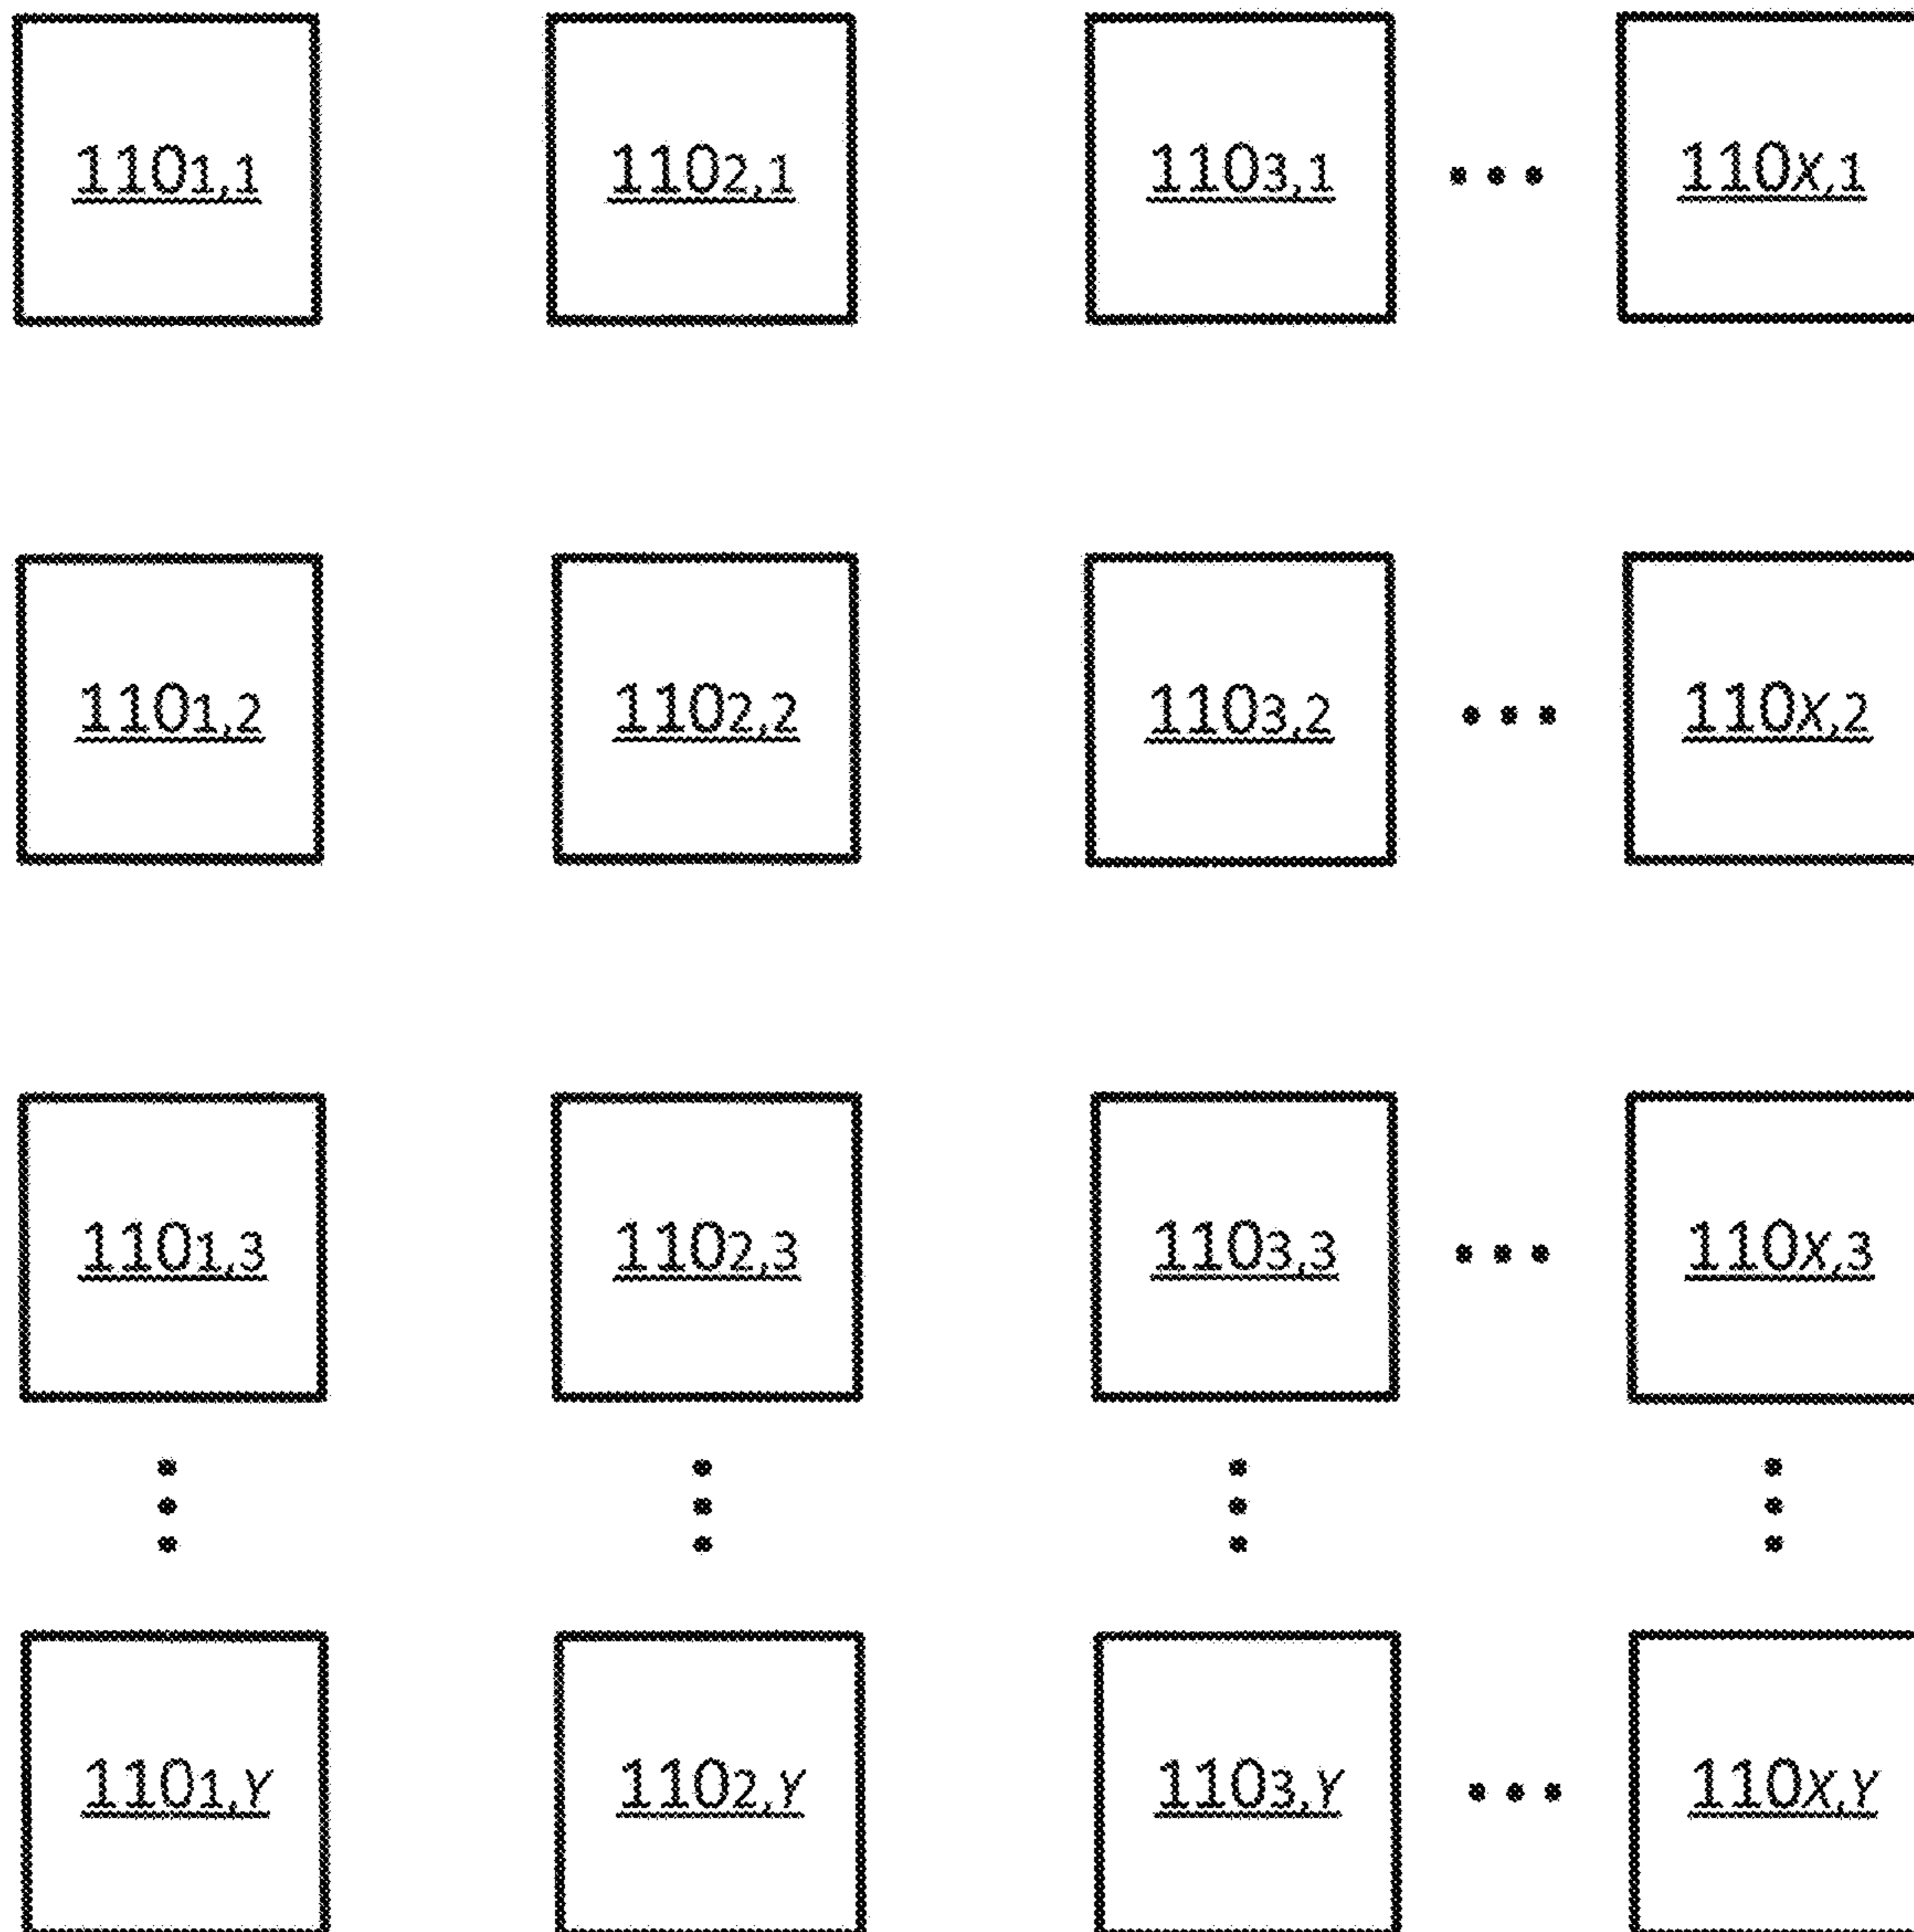 1101,1 1102,1 1103,1 • • • 110X,1
1101,2 1102,2 1103,2 • • • 110X,2
1101,3 1102,3 1103,3 • • • 110X,3
1101,Y 1102,Y 1103,Y • • • 110X,Y